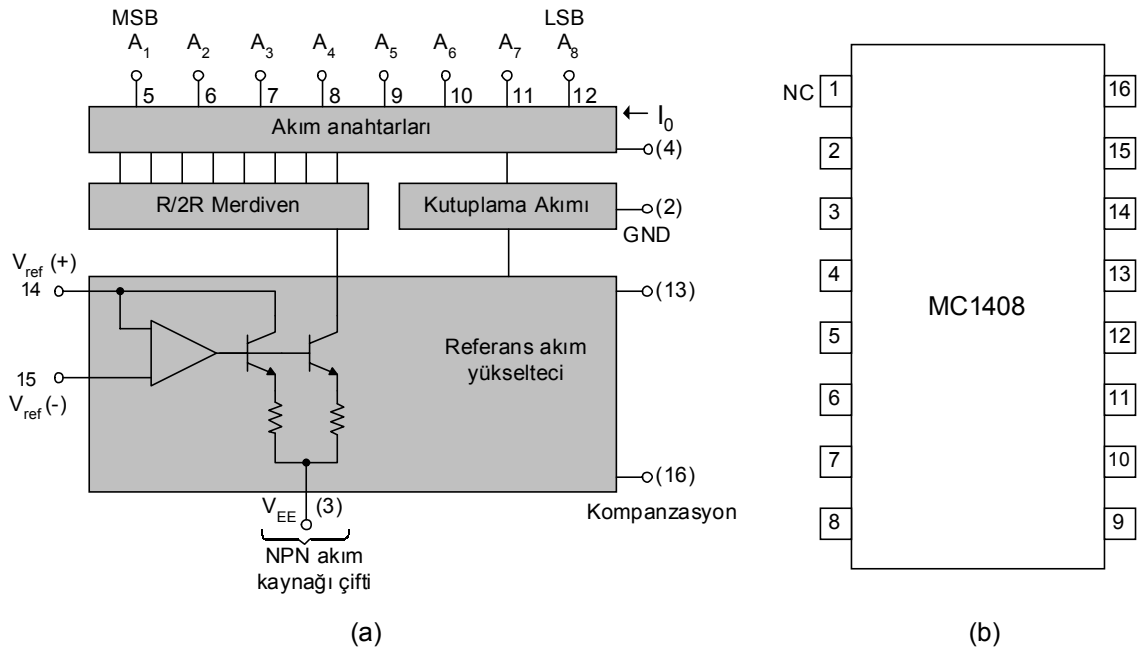 MSB LSB
A1 A2 A3 A4 A5 A6 A7 A8
5 6 7 8 9 10 11 12
Akım anahtarları
I0
(4)
R/2R Merdiven
Kutuplama Akımı
(2)
GND
Vref (+)
14
(13)
Referans akım
yükselteci
15
Vref (-)
(16)
Kompanzasyon
VEE (3)
NPN akım
kaynağı çifti
(a)
NC 1 16
2 15
3 14
4 13
MC1408
5 12
6 11
7 10
8 9
(b)